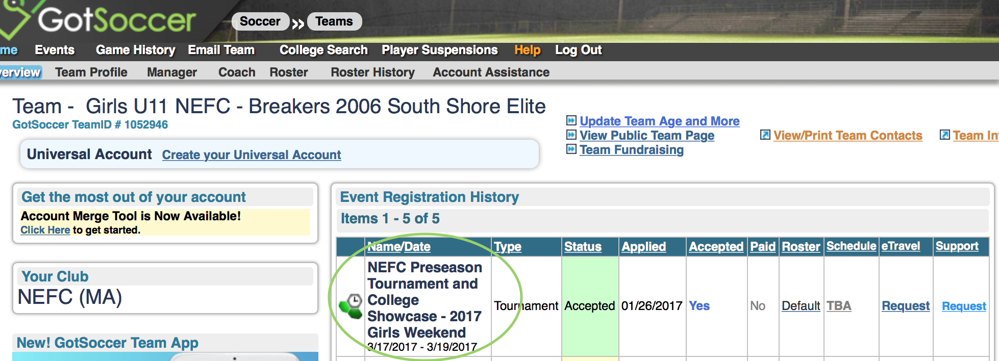 GotSoccer
Soccer » Teams
me Events Game History Email Team College Search Player Suspensions Help Log Out
verview Team Profile Manager Coach Roster Roster History Account Assistance
Team - Girls U11 NEFC - Breakers 2006 South Shore Elite
GotSoccer TeamID # 1052946
Update Team Age and More
View Public Team Page View/Print Team Contacts Team In
Team Fundraising
Universal Account Create your Universal Account
Get the most out of your account
Account Merge Tool is Now Available!
Click Here to get started.
Your Club
NEFC (MA)
New! GotSoccer Team App
Event Registration History
Items 1 - 5 of 5
Name/Date Type Status Applied Accepted Paid Roster Schedule eTravel Support
NEFC Preseason
Tournament and
College
Showcase - 2017
Girls Weekend
3/17/2017 - 3/19/2017
Tournament Accepted 01/26/2017 Yes No Default TBA Request Request